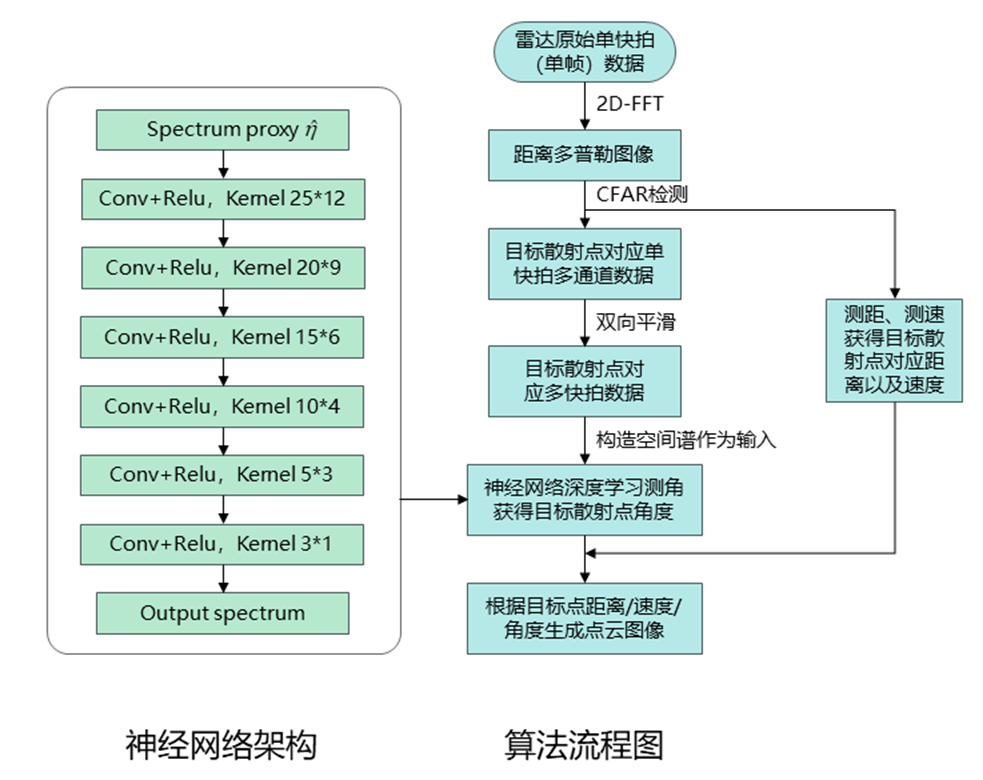 Spectrum proxy η̂
Conv+Relu，Kernel 25*12
Conv+Relu，Kernel 20*9
Conv+Relu，Kernel 15*6
Conv+Relu，Kernel 10*4
Conv+Relu，Kernel 5*3
Conv+Relu，Kernel 3*1
Output spectrum
神经网络架构
雷达原始单快拍
（单帧）数据
2D-FFT
距离多普勒图像
CFAR检测
目标散射点对应单
快拍多通道数据
双向平滑
目标散射点对
应多快拍数据
构造空间谱作为输入
神经网络深度学习测角
获得目标散射点角度
测距、测速
获得目标散
射点对应距
离以及速度
根据目标点距离/速度/
角度生成点云图像
算法流程图